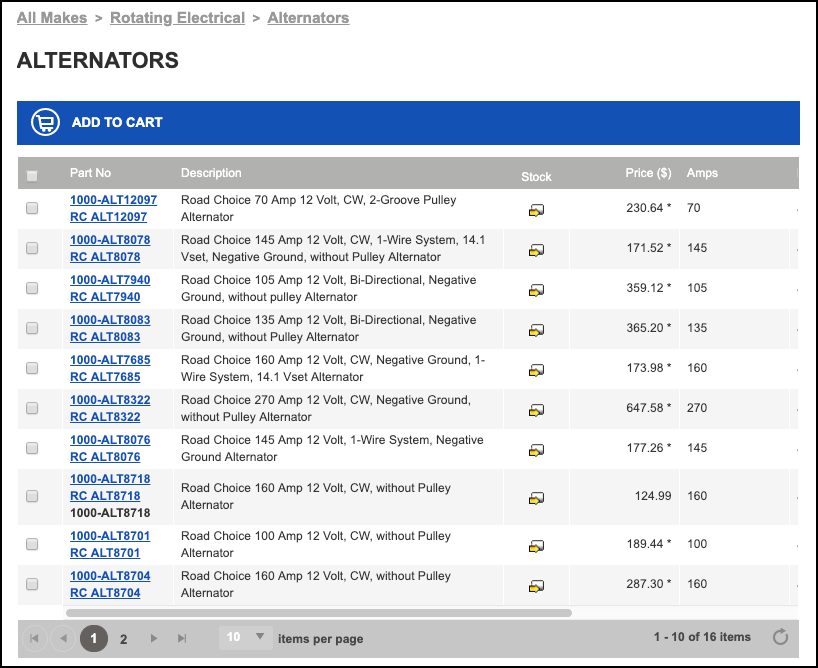 All Makes > Rotating Electrical > Alternators
ALTERNATORS
ADD TO CART
Part No Description Stock Price ($) Amps
1000-ALT12097 Road Choice 70 Amp 12 Volt, CW, 2-Groove Pulley
RC ALT12097 Alternator 230.64 * 70
1000-ALT8078 Road Choice 145 Amp 12 Volt, CW, 1-Wire System, 14.1
RC ALT8078 Vset, Negative Ground, without Pulley Alternator 171.52 * 145
1000-ALT7940 Road Choice 105 Amp 12 Volt, Bi-Directional, Negative
RC ALT7940 Ground, without pulley Alternator 359.12 * 105
1000-ALT8083 Road Choice 135 Amp 12 Volt, Bi-Directional, Negative
RC ALT8083 Ground, without Pulley Alternator 365.20 * 135
1000-ALT7685 Road Choice 160 Amp 12 Volt, CW, Negative Ground, 1-
RC ALT7685 Wire System, 14.1 Vset Alternator 173.98 * 160
1000-ALT8322 Road Choice 270 Amp 12 Volt, CW, Negative Ground,
RC ALT8322 without Pulley Alternator 647.58 * 270
1000-ALT8076 Road Choice 145 Amp 12 Volt, 1-Wire System, Negative
RC ALT8076 Ground Alternator 177.26 * 145
1000-ALT8718 Road Choice 160 Amp 12 Volt, CW, without Pulley
RC ALT8718 Alternator 124.99 160
1000-ALT8718
1000-ALT8701 Road Choice 100 Amp 12 Volt, CW, without Pulley
RC ALT8701 Alternator 189.44 * 100
1000-ALT8704 Road Choice 160 Amp 12 Volt, CW, without Pulley
RC ALT8704 Alternator 287.30 * 160
1 2 10 items per page 1 - 10 of 16 items